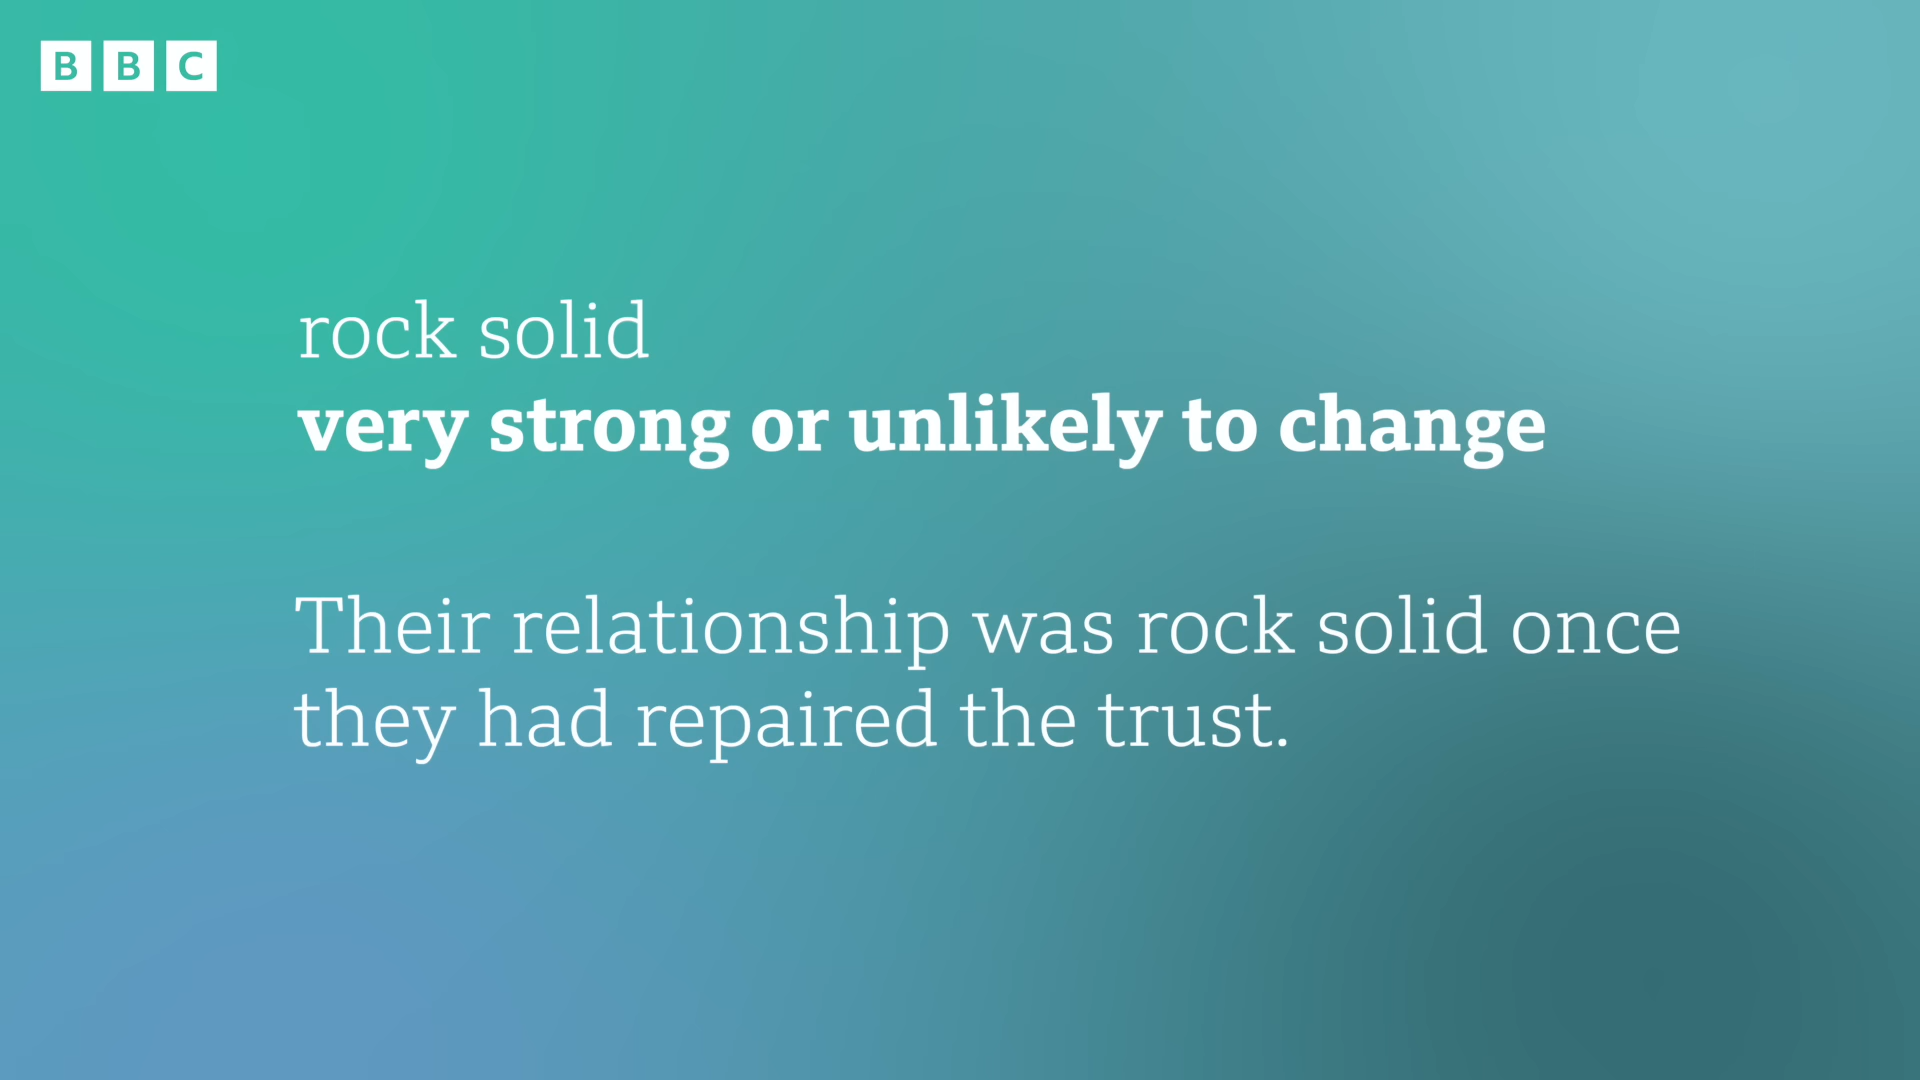 BBC
rock solid
very strong or unlikely to change
Their relationship was rock solid once
they had repaired the trust.